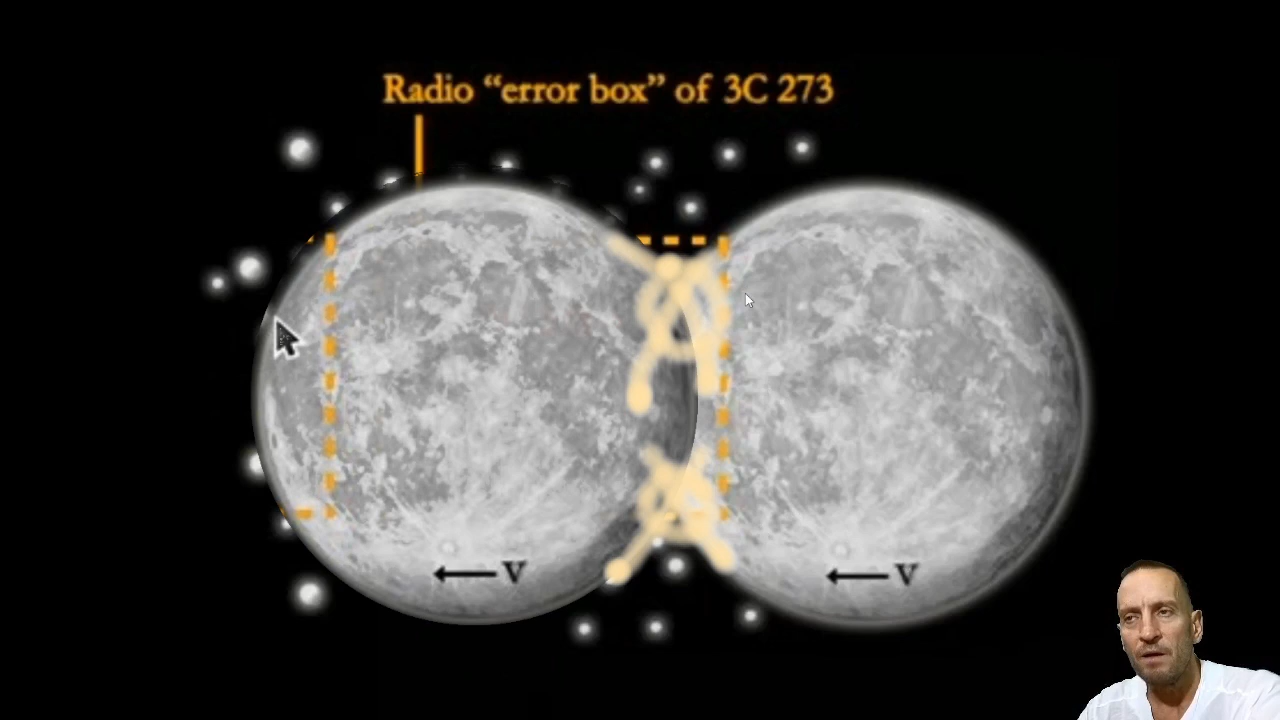 Radio “error box” of 3C 273
V
V